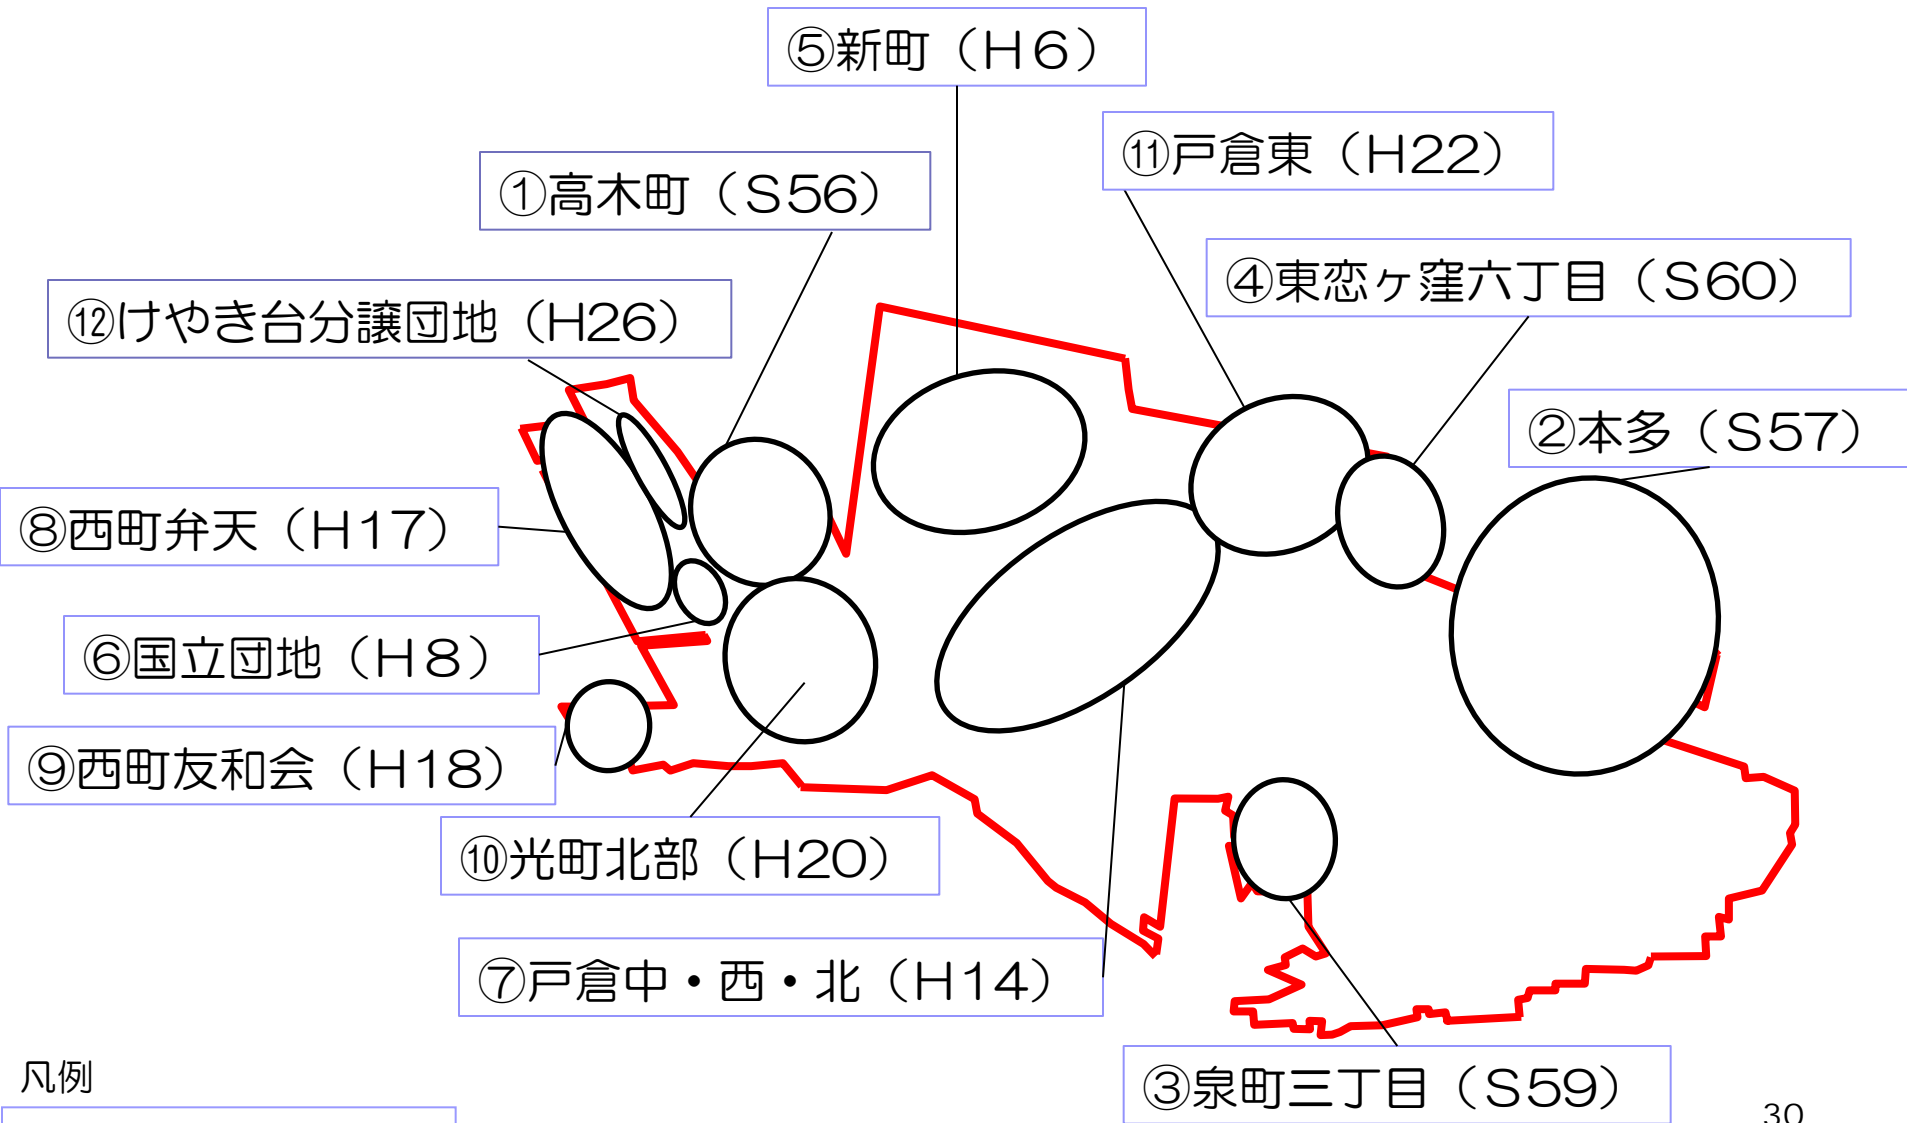 ⑤新町（H6）
⑪戸倉東（H22）
①高木町（S56）
④東恋ヶ窪六丁目（S60）
⑫けやき台分譲団地（H26）
②本多（S57）
⑧西町弁天（H17）
⑥国立団地（H8）
⑨西町友和会（H18）
⑩光町北部（H20）
⑦戸倉中・西・北（H14）
③泉町三丁目（S59）
凡例
30